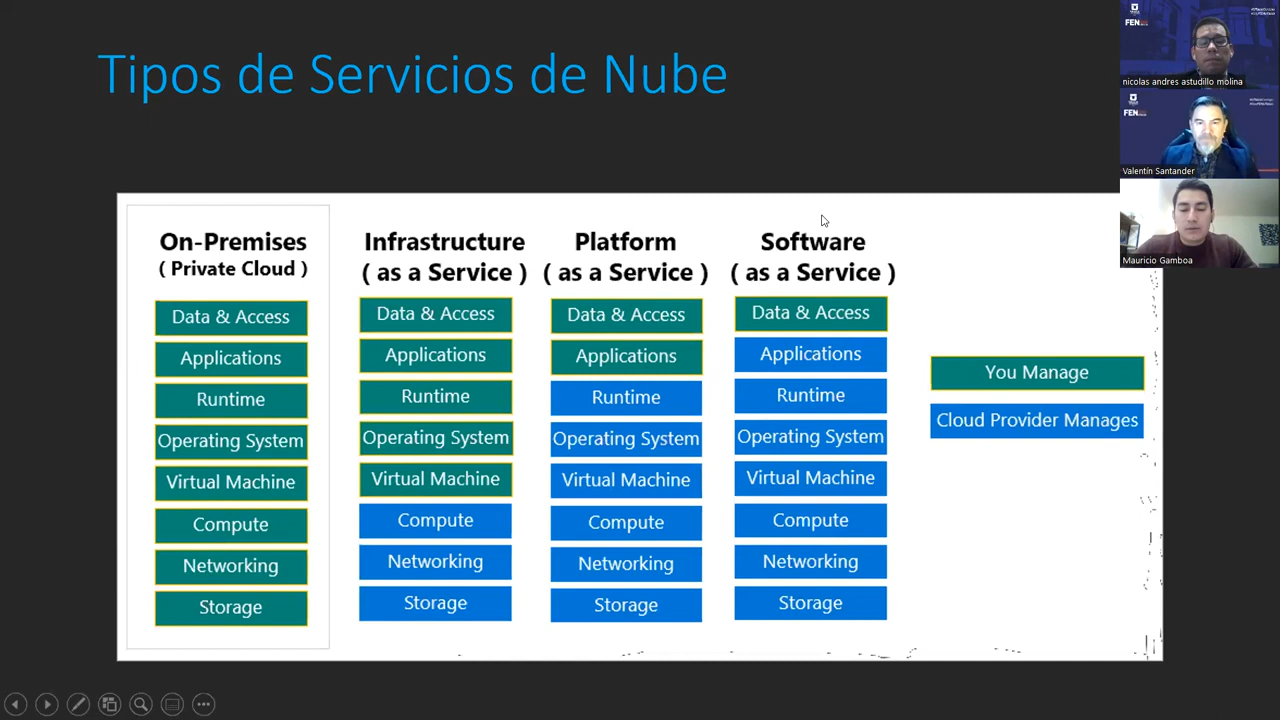 Tipos de Servicios de Nube
On-Premises
( Private Cloud )
Data & Access
Applications
Runtime
Operating System
Virtual Machine
Compute
Networking
Storage
Infrastructure
( as a Service )
Data & Access
Applications
Runtime
Operating System
Virtual Machine
Compute
Networking
Storage
Platform
( as a Service )
Data & Access
Applications
Runtime
Operating System
Virtual Machine
Compute
Networking
Storage
Software
( as a Service )
Data & Access
Applications
Runtime
Operating System
Virtual Machine
Compute
Networking
Storage
You Manage
Cloud Provider Manages
FEN
nicolas andres astudillo molina
FEN
Valentín Santander
Mauricio Gamboa